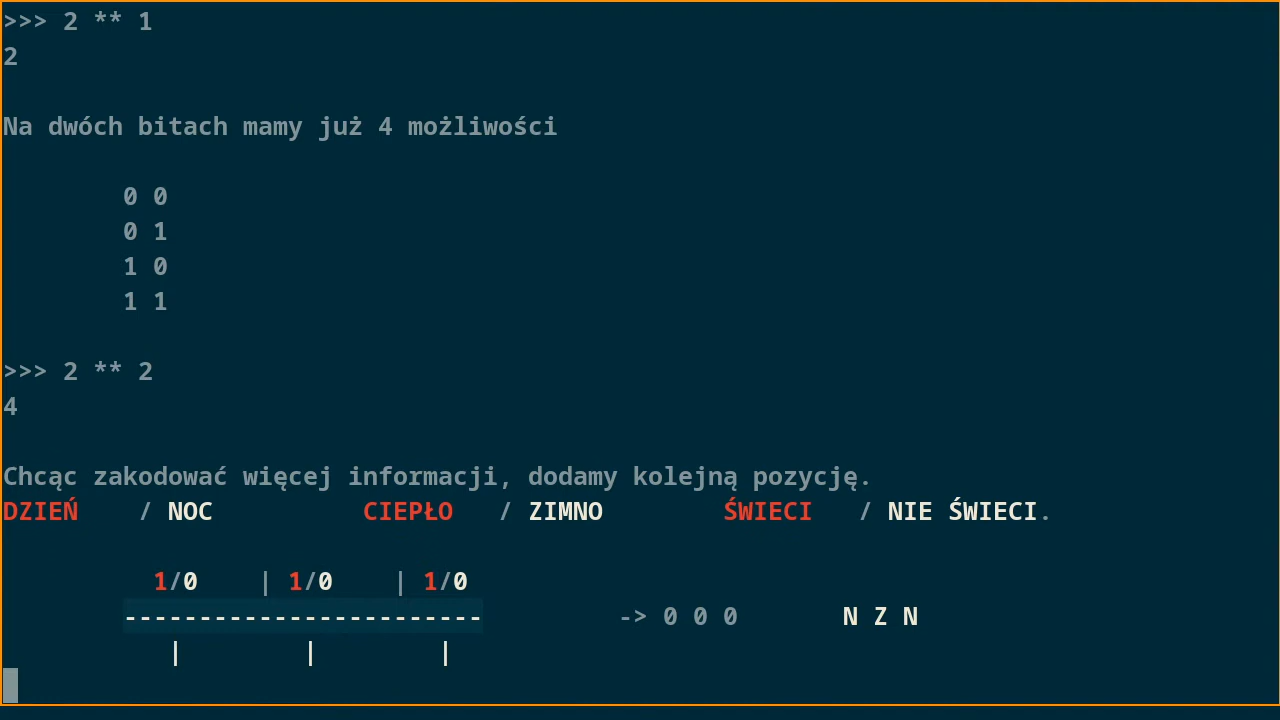 >>> 2 ** 1
2
Na dwóch bitach mamy już 4 możliwości
0 0
0 1
1 0
1 1
>>> 2 ** 2
4
Chcąc zakodować więcej informacji, dodamy kolejną pozycję.
DZIEŃ / NOC CIEPŁO / ZIMNO ŚWIECI / NIE ŚWIECI.
1/0 | 1/0 | 1/0
------------------------ -> 0 0 0 N Z N
| | |